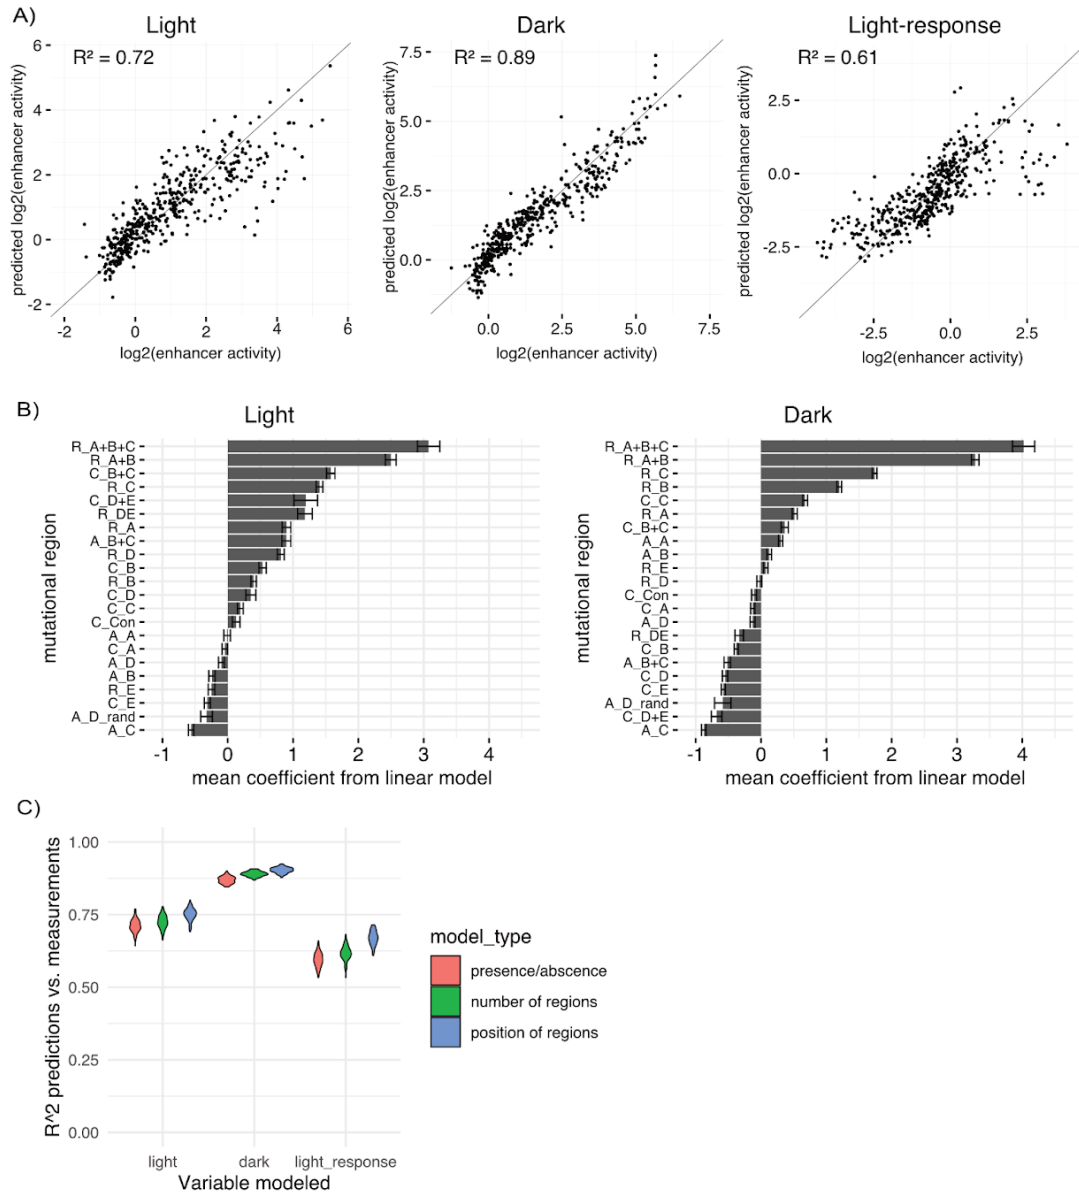 A)
Light
R² = 0.72
predicted log2(enhancer activity)
6
4
2
0
-2
-2 0 2 4 6
log2(enhancer activity)
Dark
R² = 0.89
predicted log2(enhancer activity)
7.5
5.0
2.5
0.0
0.0 2.5 5.0 7.5
log2(enhancer activity)
Light-response
R² = 0.61
predicted log2(enhancer activity)
2.5
0.0
-2.5
-2.5 0.0 2.5
log2(enhancer activity)
B)
Light
mutational region
R_A+B+C
R_A+B
C_B+C
R_C
C_D+E
R_DE
R_A
A_B+C
R_D
C_B
R_B
C_D
C_C
C_Con
A_A
C_A
A_D
A_B
R_E
C_E
A_D_rand
A_C
-1 0 1 2 3 4
mean coefficient from linear model
Dark
mutational region
R_A+B+C
R_A+B
R_C
R_B
C_C
R_A
C_B+C
A_A
A_B
R_E
R_D
C_Con
C_A
A_D
R_DE
C_B
A_B+C
C_D
C_E
A_D_rand
C_D+E
A_C
-1 0 1 2 3 4
mean coefficient from linear model
C)
R^2 predictions vs. measurements
1.00
0.75
0.50
0.25
0.00
light dark light_response
Variable modeled
model_type
presence/abscence
number of regions
position of regions